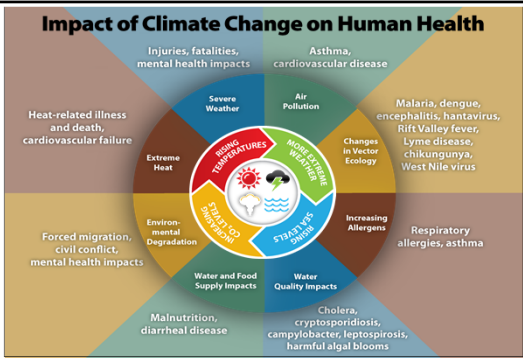 Impact of Climate Change on Human Health
Injuries, fatalities,
mental health impacts
Asthma,
cardiovascular disease
Severe
Weather
Air
Pollution
Heat-related illness
and death,
cardiovascular failure
Malaria, dengue,
encephalitis, hantavirus,
Rift Valley fever,
Lyme disease,
chikungunya,
West Nile virus
Extreme
Heat
RISING
TEMPERATURES
MORE EXTREME
WEATHER
Changes
in Vector
Ecology
Forced migration,
civil conflict,
mental health impacts
Environ-
mental
Degradation
INCREASING
CO2 LEVELS
RISING
SEA LEVELS
Increasing
Allergens
Respiratory
allergies, asthma
Water and Food
Supply Impacts
Water
Quality Impacts
Malnutrition,
diarrheal disease
Cholera,
cryptosporidiosis,
campylobacter, leptospirosis,
harmful algal blooms